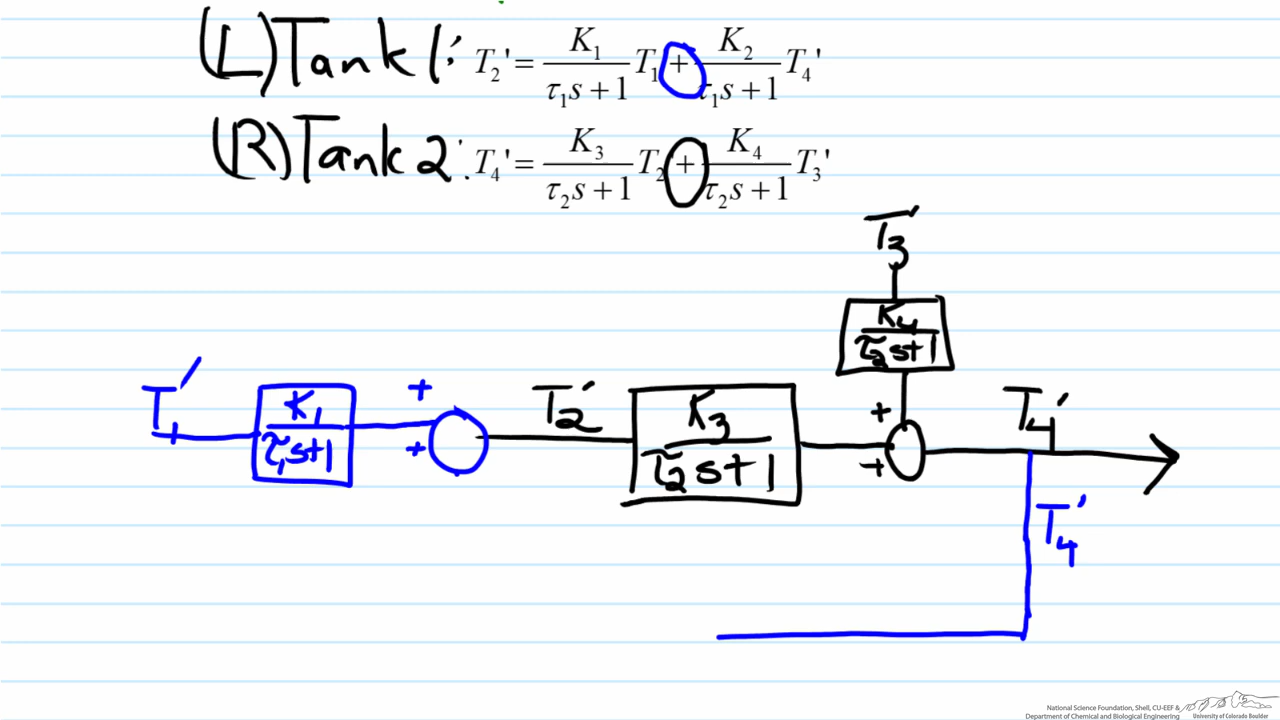 (L) Tank 1: T₂' = K₁/(τ₁s + 1) T₁ + K₂/(τ₁s + 1) T₄'
(R) Tank 2: T₄' = K₃/(τ₂s + 1) T₂ + K₄/(τ₂s + 1) T₃'
T₃'
K₄/(τ₂s+1)
T₁' K₁/(τ₁s+1) + + T₂' K₃/(τ₂s+1) + + T₄'
T₄'
National Science Foundation, Shell, CU-EEF &
Department of Chemical and Biological Engineering
University of Colorado Boulder